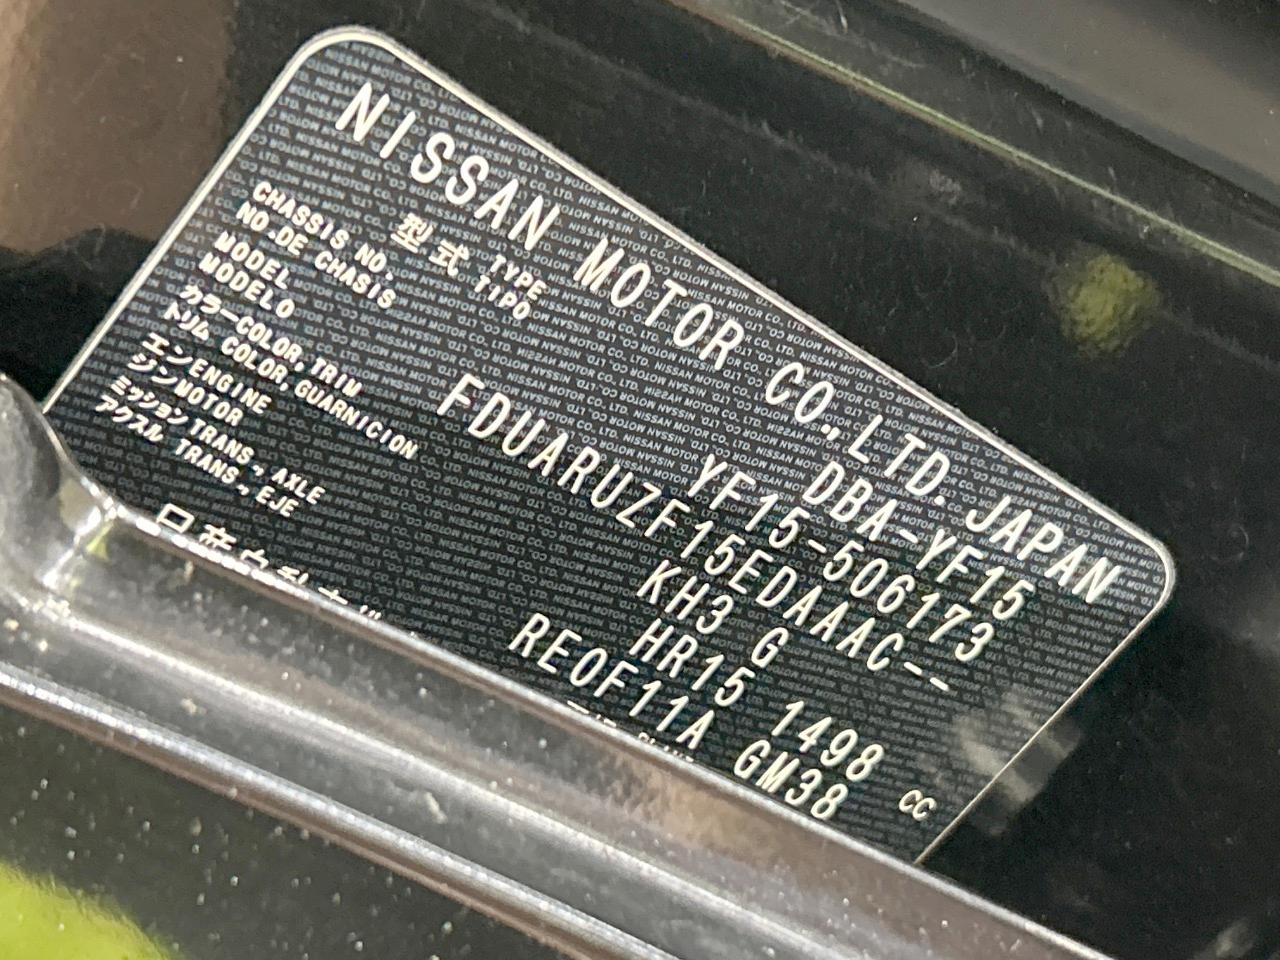 NISSAN MOTOR CO., LTD. JAPAN
型式 TYPE TIPO DBA-YF15
CHASSIS NO. NO.DE CHASIS YF15-506173
MODEL MODELO FDUARUZF15EDAAAC--
カラー COLOR,TRIM トリム COLOR,GUARNICION KH3 G
エンジン ENGINE MOTOR HR15 1498 cc
ミッション TRANS., AXLE アクスル TRANS., EJE RE0F11A GM38